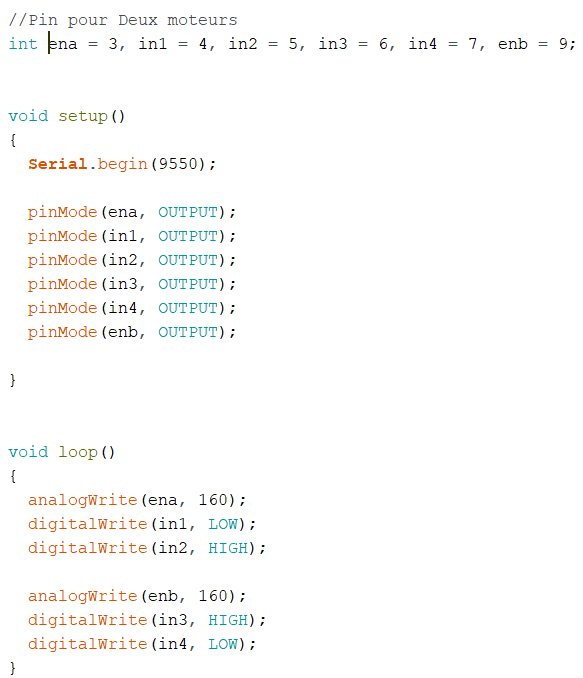 //Pin pour Deux moteurs
int ena = 3, in1 = 4, in2 = 5, in3 = 6, in4 = 7, enb = 9;
void setup()
{
Serial.begin(9550);
pinMode(ena, OUTPUT);
pinMode(in1, OUTPUT);
pinMode(in2, OUTPUT);
pinMode(in3, OUTPUT);
pinMode(in4, OUTPUT);
pinMode(enb, OUTPUT);
}
void loop()
{
analogWrite(ena, 160);
digitalWrite(in1, LOW);
digitalWrite(in2, HIGH);
analogWrite(enb, 160);
digitalWrite(in3, HIGH);
digitalWrite(in4, LOW);
}